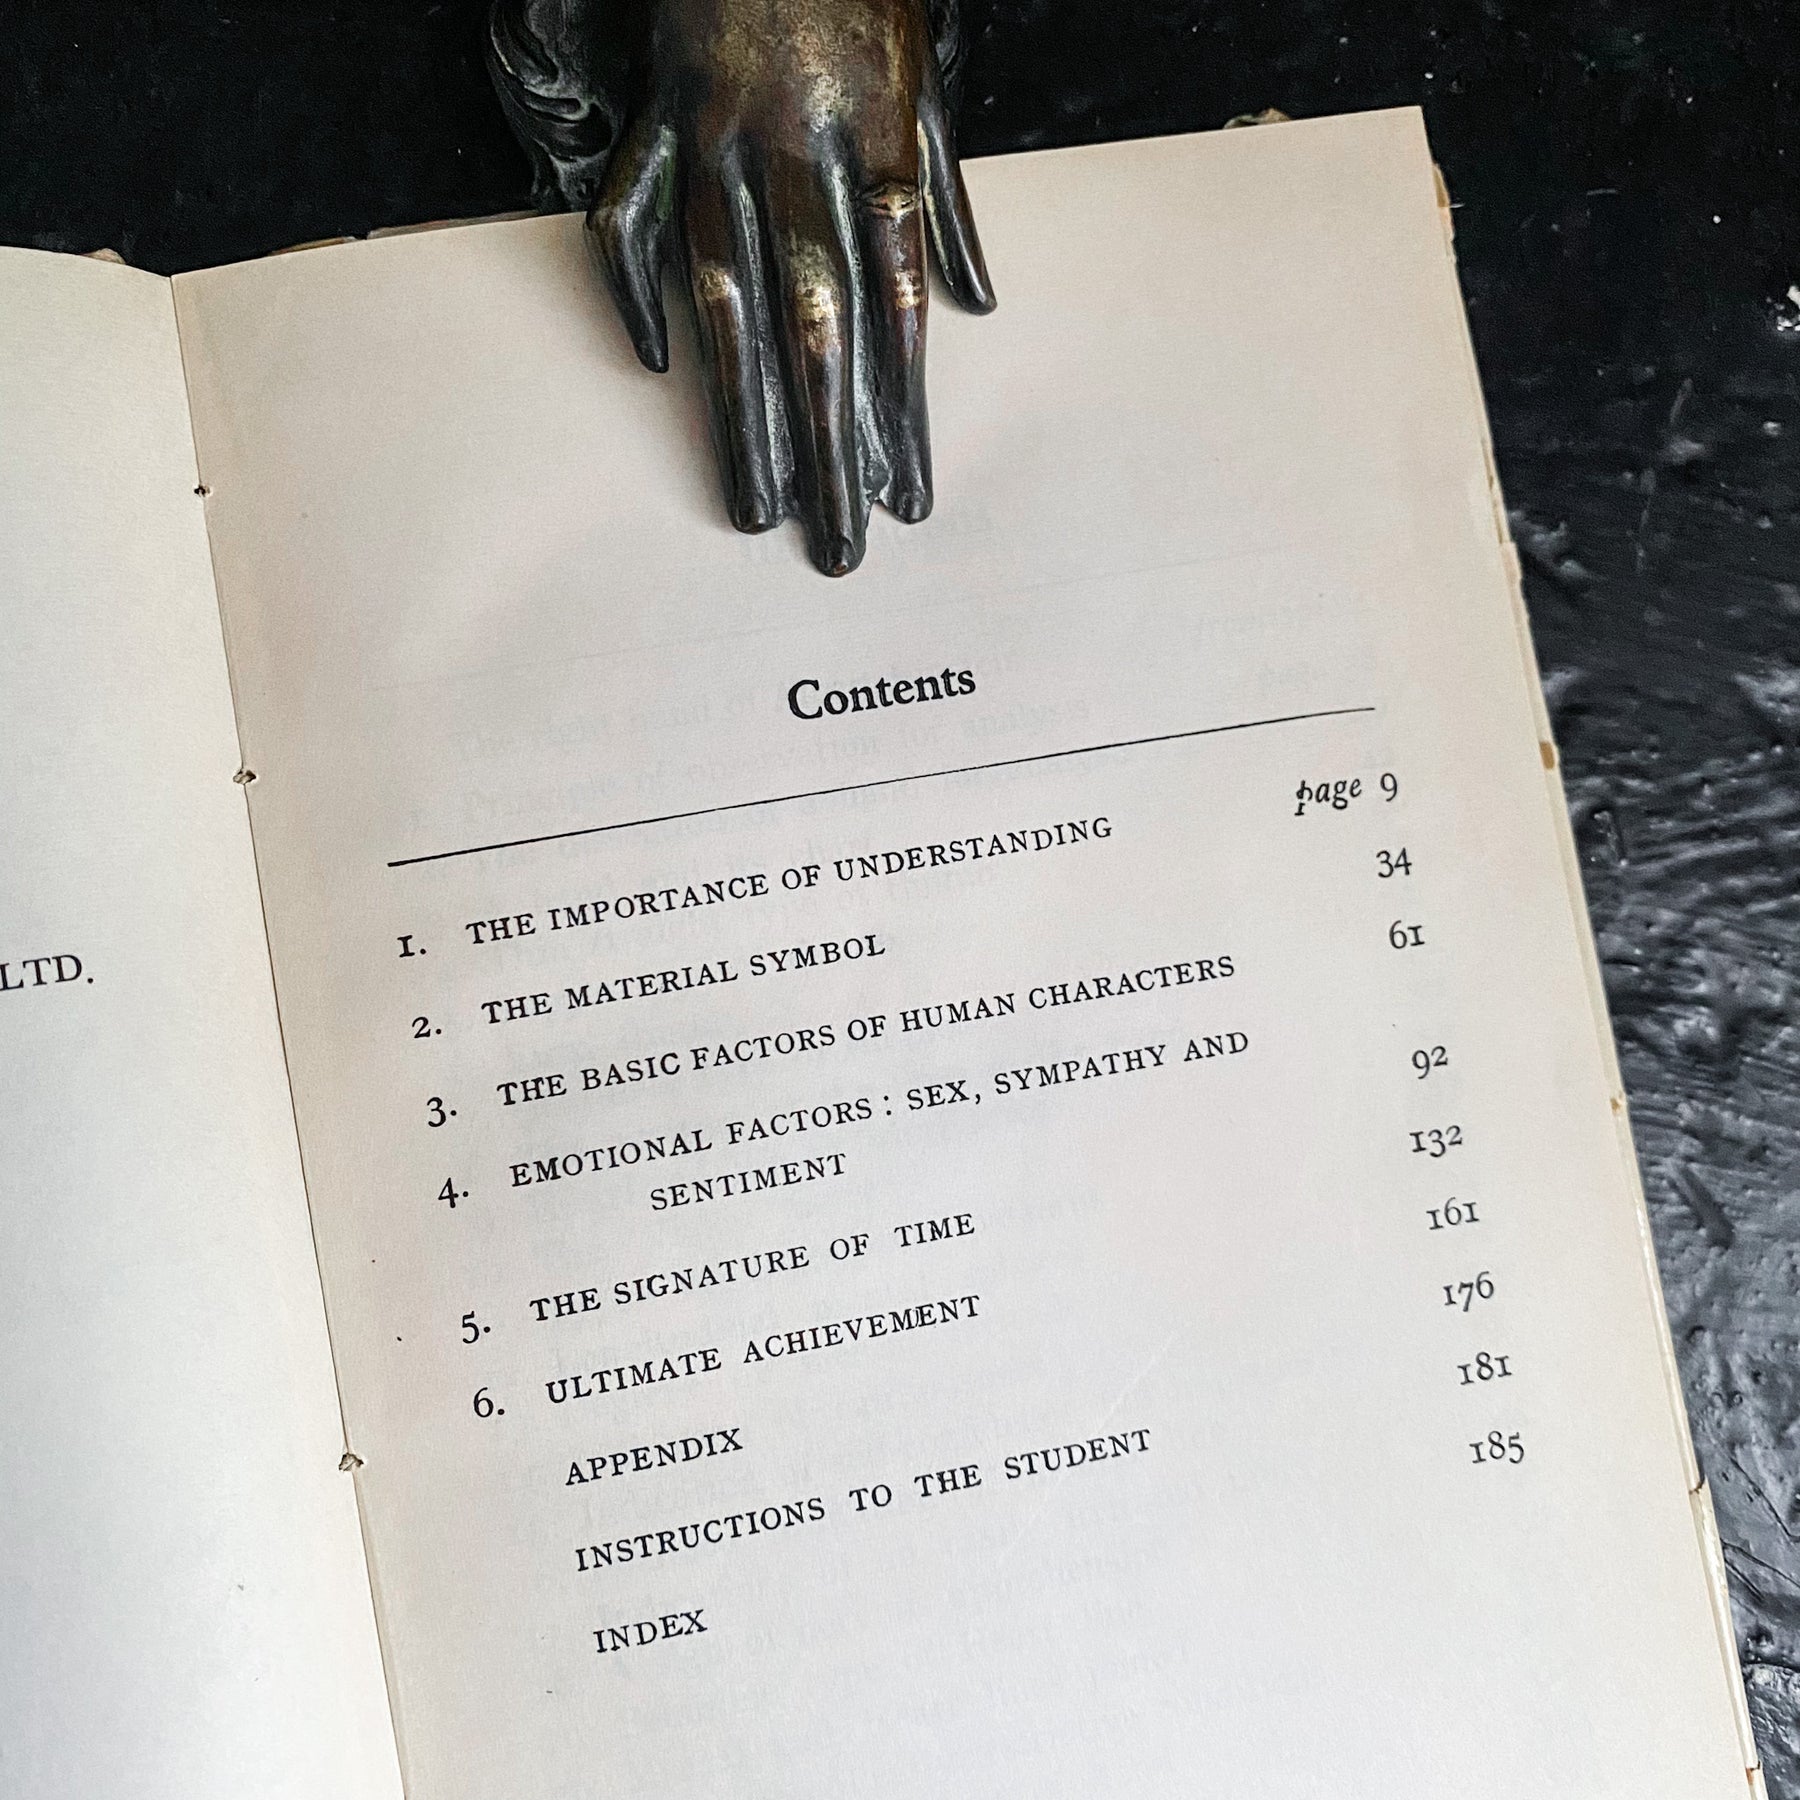 LTD.
Contents
page 9
1. THE IMPORTANCE OF UNDERSTANDING
2. THE MATERIAL SYMBOL 34
3. THE BASIC FACTORS OF HUMAN CHARACTERS 61
4. EMOTIONAL FACTORS : SEX, SYMPATHY AND
SENTIMENT 92
5. THE SIGNATURE OF TIME 132
6. ULTIMATE ACHIEVEMENT 161
APPENDIX 176
INSTRUCTIONS TO THE STUDENT 181
INDEX 185